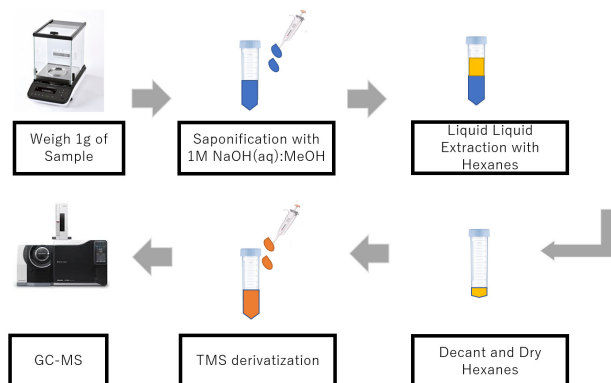 Weigh 1g of
Sample
Saponification with
1M NaOH(aq):MeOH
Liquid Liquid
Extraction with
Hexanes
GC-MS
TMS derivatization
Decant and Dry
Hexanes